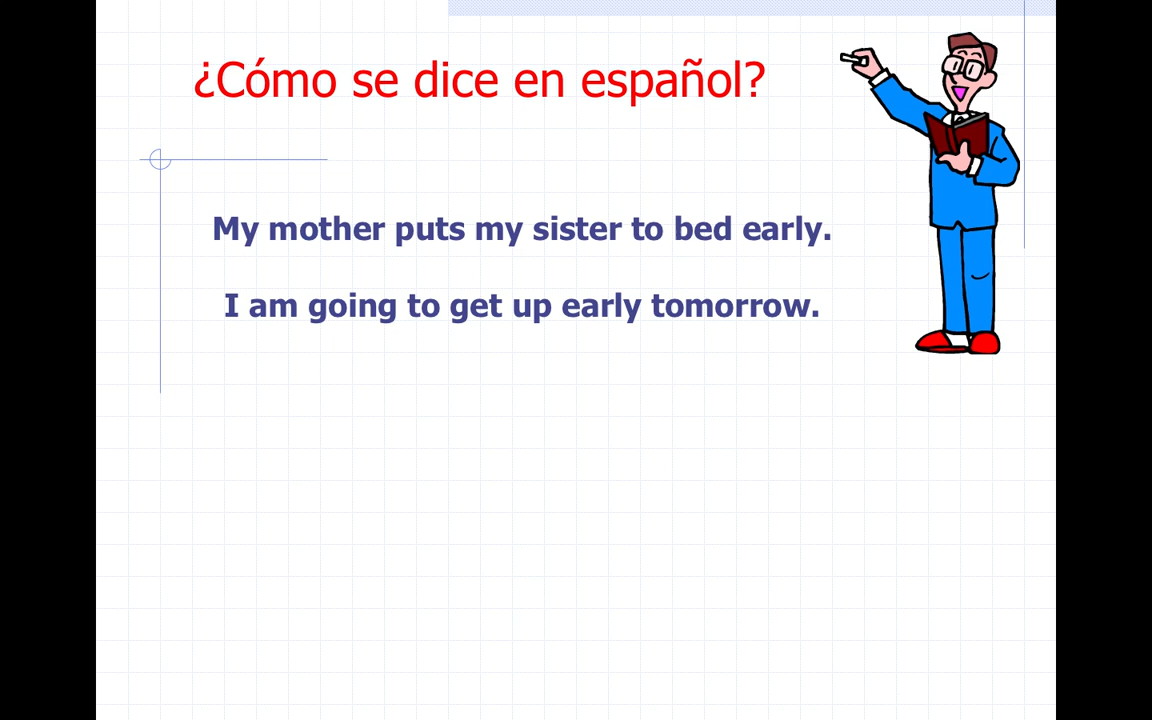 ¿Cómo se dice en español?
My mother puts my sister to bed early.
I am going to get up early tomorrow.